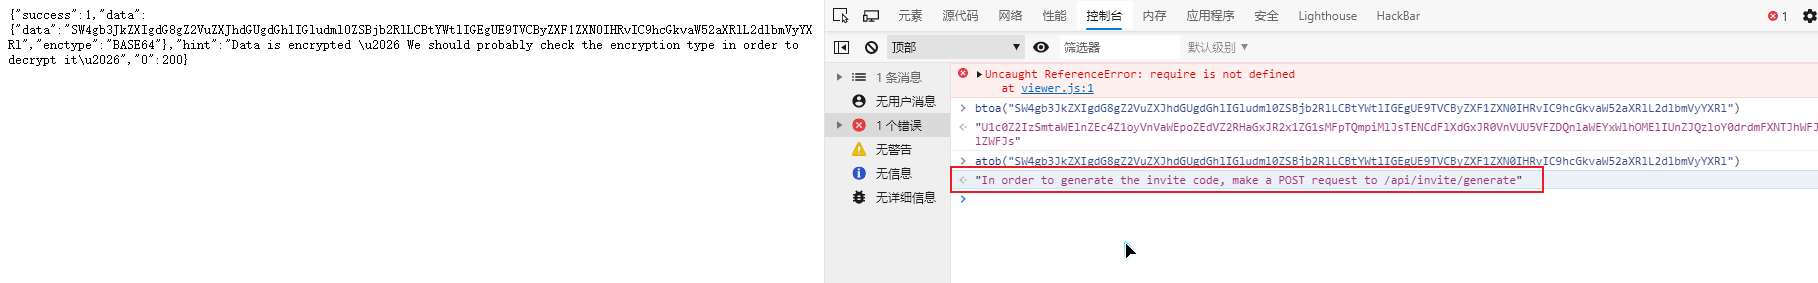 {"success":1,"data":
{"data":"SW4gb3JkZXIgdG8gZ2VuZXJhdGUgdGhlIGludml0ZSBjb2RlLCBtYWtlIGEgUE9TVCByZXF1ZXN0IHRvIC9hcGkvaW52aXRlL2dlbmVyYX
Rl","enctype":"BASE64"},"hint":"Data is encrypted \u2026 We should probably check the encryption type in order to
decrypt it\u2026","0":200}
元素 源代码 网络 性能 控制台 内存 应用程序 安全 Lighthouse HackBar 1
顶部 筛选器 默认级别
1 条消息
无用户消息
1 个错误
无警告
无信息
无详细信息
Uncaught ReferenceError: require is not defined
at viewer.js:1
btoa("SW4gb3JkZXIgdG8gZ2VuZXJhdGUgdGhlIGludml0ZSBjb2RlLCBtYWtlIGEgUE9TVCByZXF1ZXN0IHRvIC9hcGkvaW52aXRlL2dlbmVyYXRl")
atob("SW4gb3JkZXIgdG8gZ2VuZXJhdGUgdGhlIGludml0ZSBjb2RlLCBtYWtlIGEgUE9TVCByZXF1ZXN0IHRvIC9hcGkvaW52aXRlL2dlbmVyYXRl")
"In order to generate the invite code, make a POST request to /api/invite/generate"